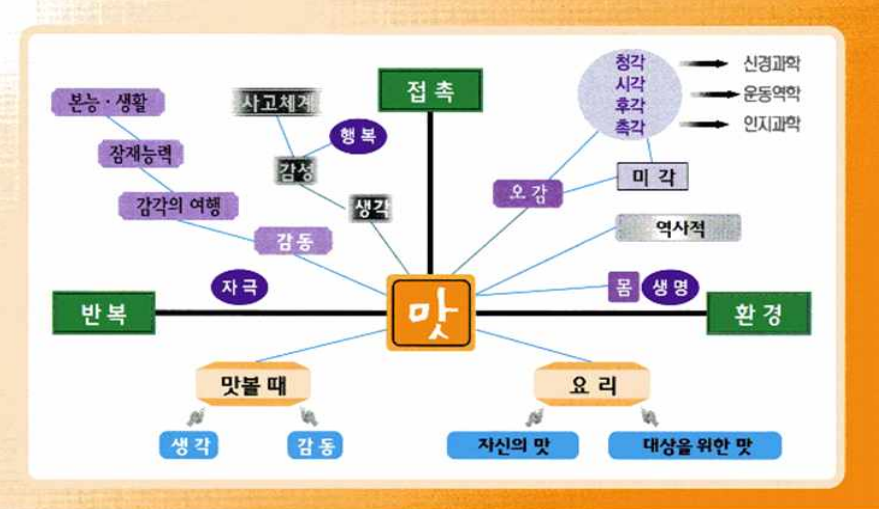 청각
신경과학
시각
운동역학
후각
촉각
인지과학
접촉
본능·생활
사고체계
행복
잠재능력
감성
미각
오감
감각의 여행
생각
역사적
감동
자극
몸
생명
반복
맛
환경
맛볼 때
요리
생각
감동
자신의 맛
대상을 위한 맛